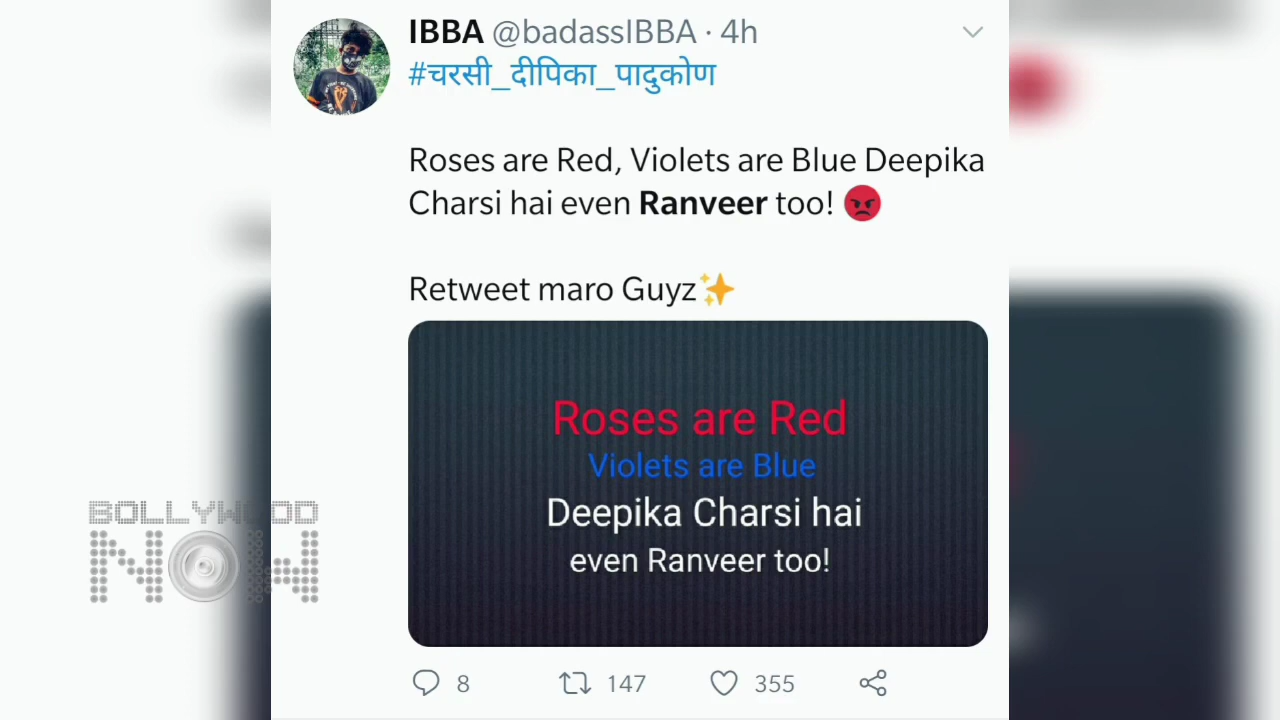 IBBA @badassIBBA · 4h
#चरसी_दीपिका_पादुकोण
Roses are Red, Violets are Blue Deepika
Charsi hai even Ranveer too! 😡
Retweet maro Guyz✨
Roses are Red
Violets are Blue
Deepika Charsi hai
even Ranveer too!
8 147 355
BOLLYWOOD
NOW